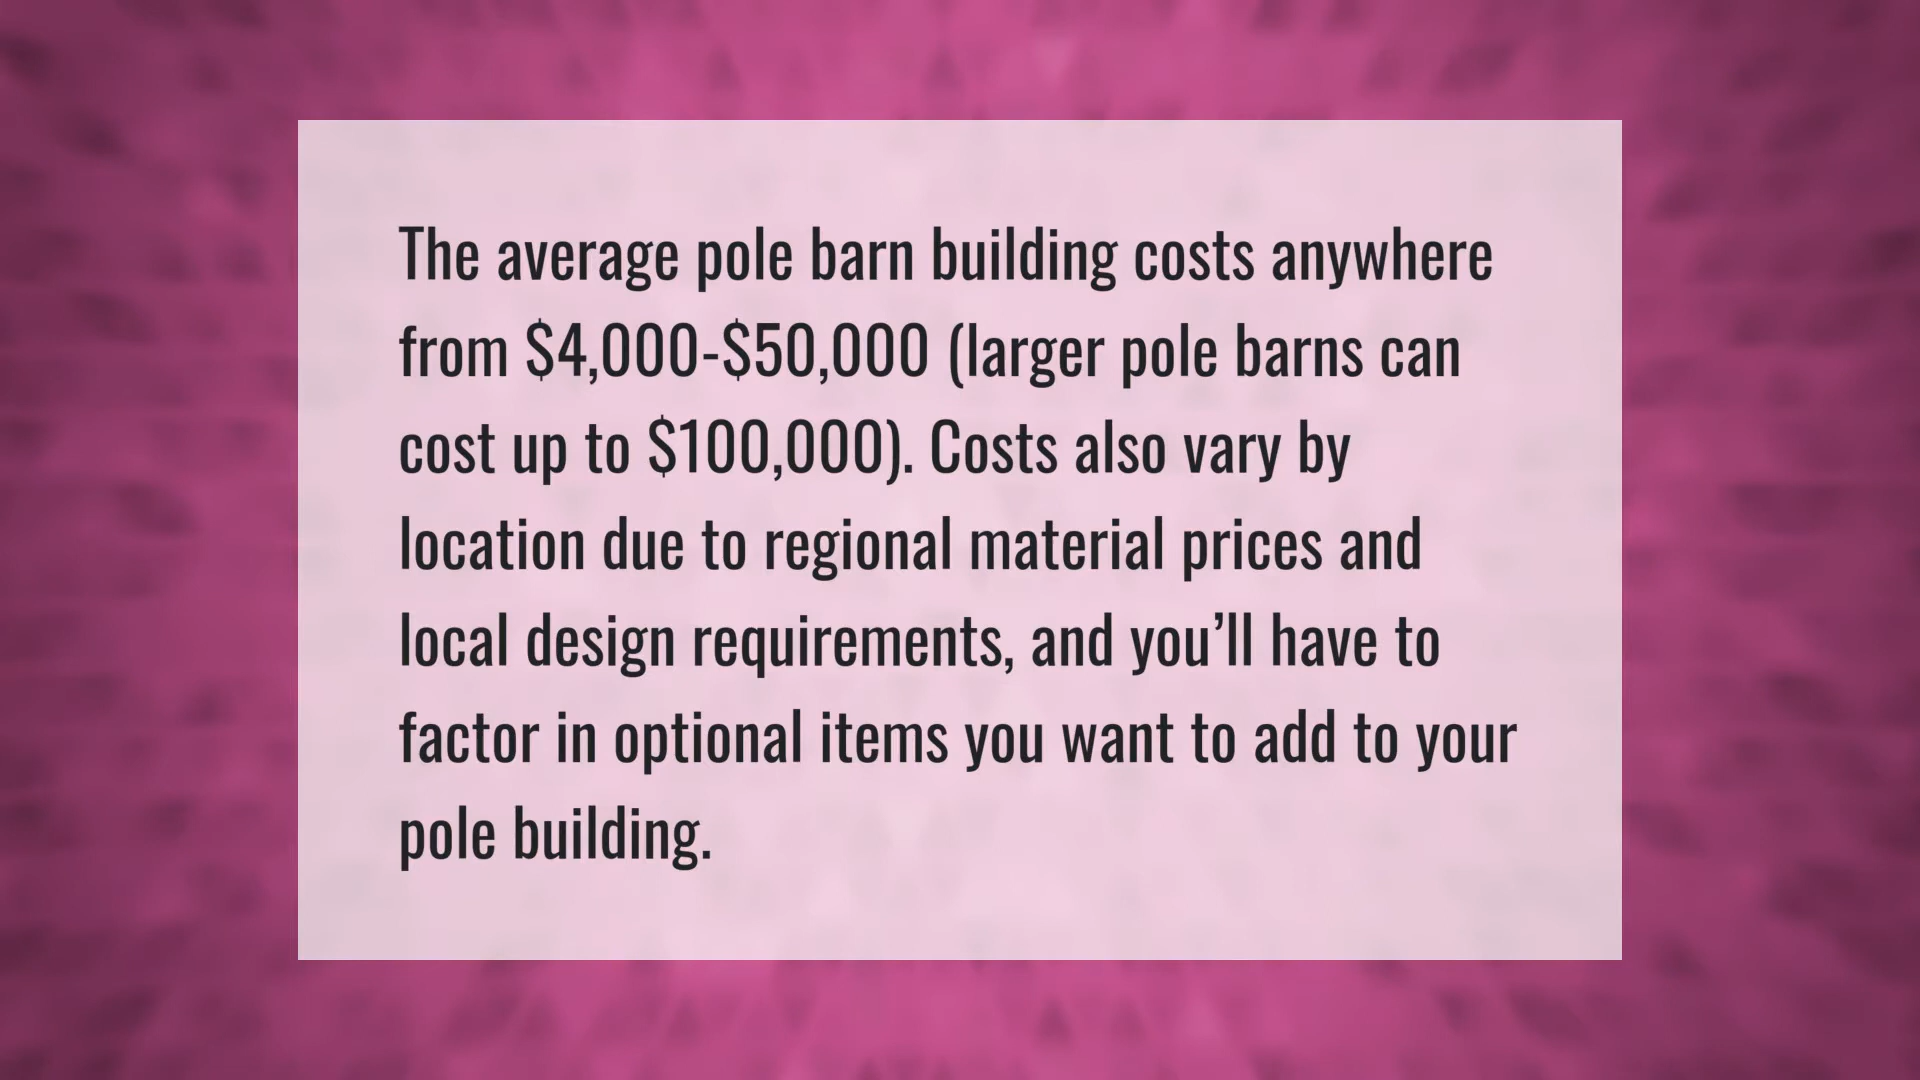 The average pole barn building costs anywhere
from $4,000-$50,000 (larger pole barns can
cost up to $100,000). Costs also vary by
location due to regional material prices and
local design requirements, and you’ll have to
factor in optional items you want to add to your
pole building.